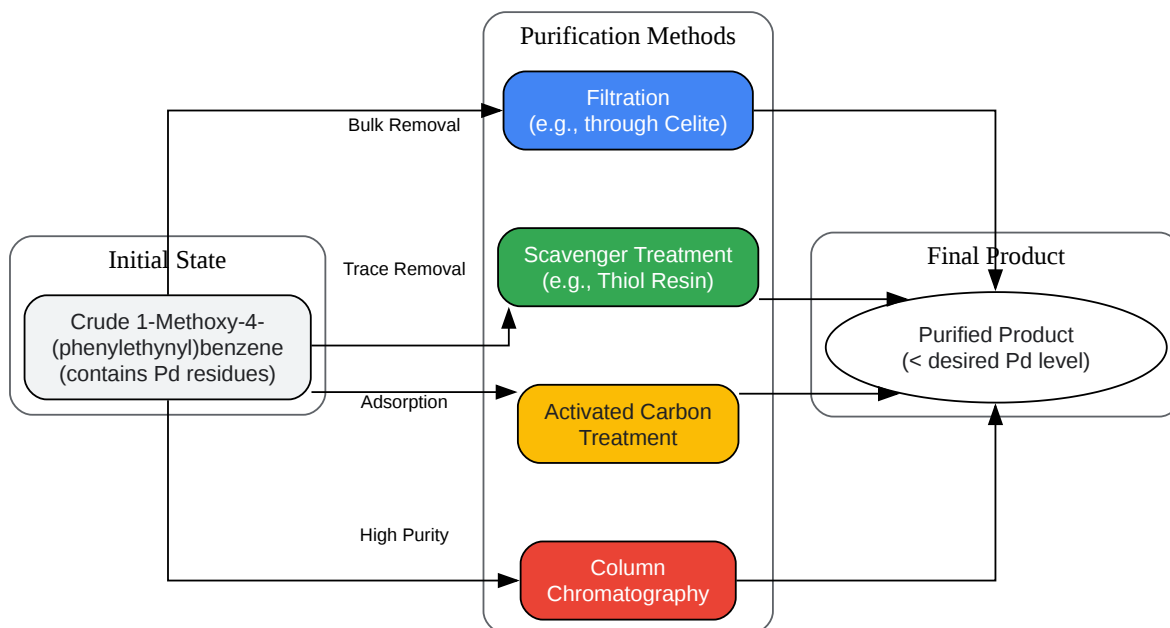 Purification Methods
Filtration
(e.g., through Celite)
Bulk Removal
Initial State
Crude 1-Methoxy-4-
(phenylethynyl)benzene
(contains Pd residues)
Trace Removal
Scavenger Treatment
(e.g., Thiol Resin)
Adsorption
Activated Carbon
Treatment
High Purity
Column
Chromatography
Final Product
Purified Product
(< desired Pd level)